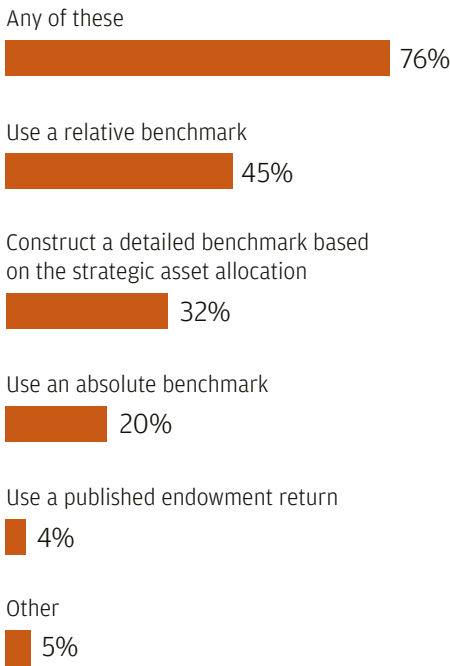 Any of these
76%
Use a relative benchmark
45%
Construct a detailed benchmark based
on the strategic asset allocation
32%
Use an absolute benchmark
20%
Use a published endowment return
4%
Other
5%